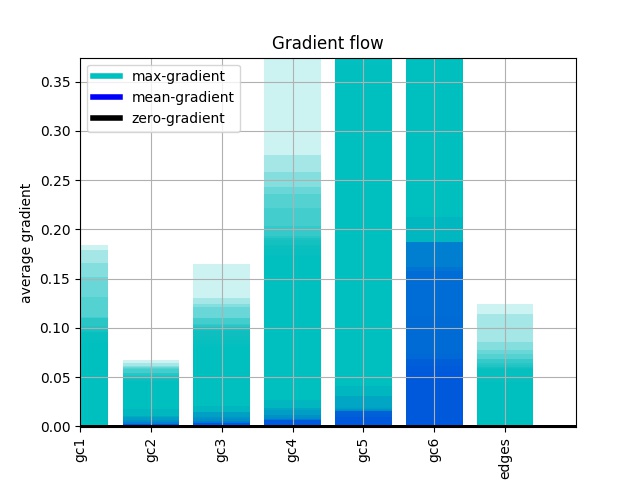 Gradient flow
max-gradient
mean-gradient
zero-gradient
average gradient
0.35
0.30
0.25
0.20
0.15
0.10
0.05
0.00
gc1
gc2
gc3
gc4
gc5
gc6
edges